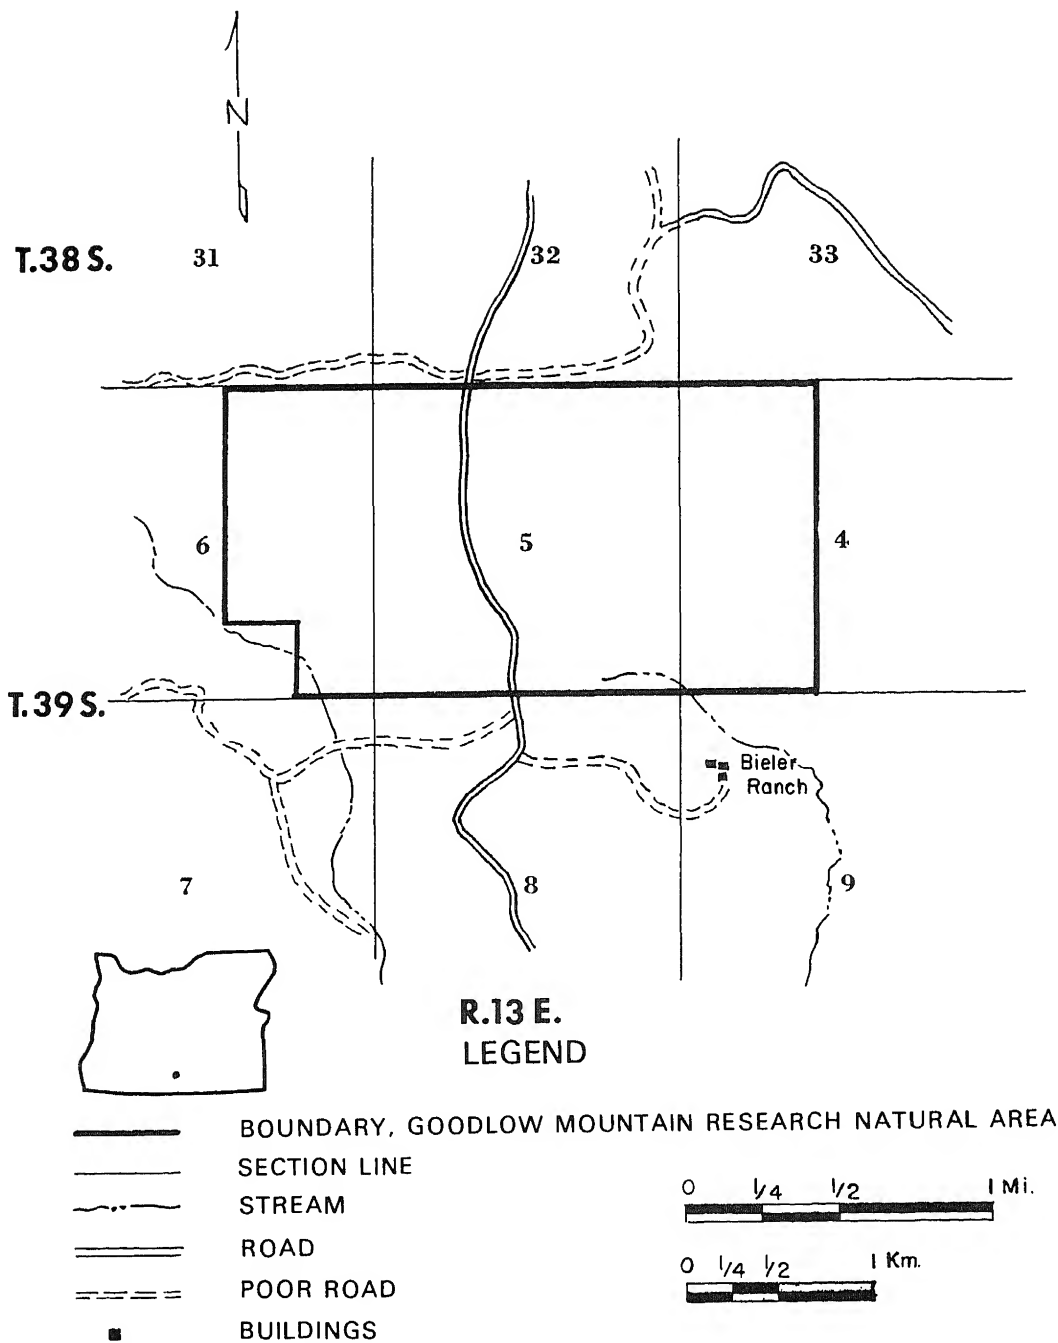 N
T.38 S.
31
32
33
6
5
4
T.39 S.
Bieler
Ranch
7
8
9
R.13 E.
LEGEND
BOUNDARY, GOODLOW MOUNTAIN RESEARCH NATURAL AREA
SECTION LINE
STREAM
ROAD
POOR ROAD
BUILDINGS
0 1/4 1/2 1 Mi.
0 1/4 1/2 1 Km.